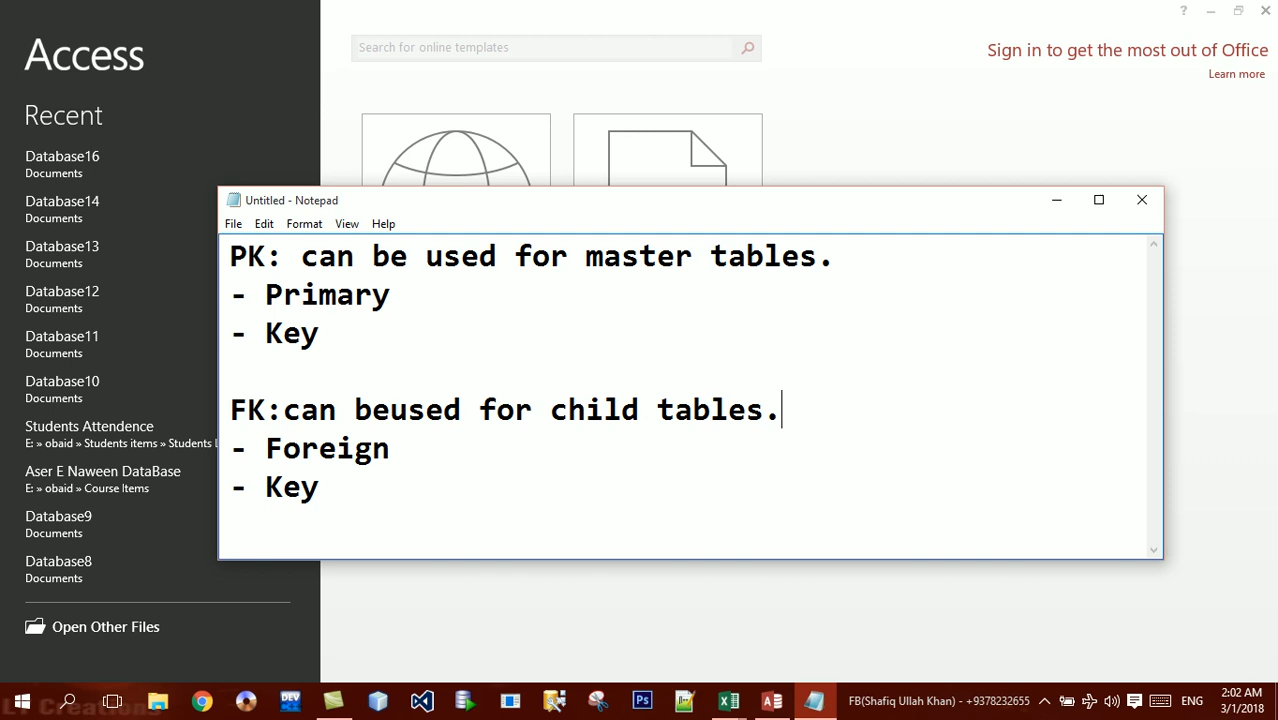 Access
Search for online templates
?
Sign in to get the most out of Office
Learn more
Recent
Database16
Documents
Database14
Documents
Database13
Documents
Database12
Documents
Database11
Documents
Database10
Documents
Students Attendence
E: » obaid » Students items » Students L
Aser E Naween DataBase
E: » obaid » Course Items
Database9
Documents
Database8
Documents
Open Other Files
Untitled - Notepad
File Edit Format View Help
PK: can be used for master tables.
- Primary
- Key
FK:can beused for child tables.
- Foreign
- Key
LT Creations
DEV
Ps
FB(Shafiq Ullah Khan) - +9378232655
ENG
2:02 AM
3/1/2018